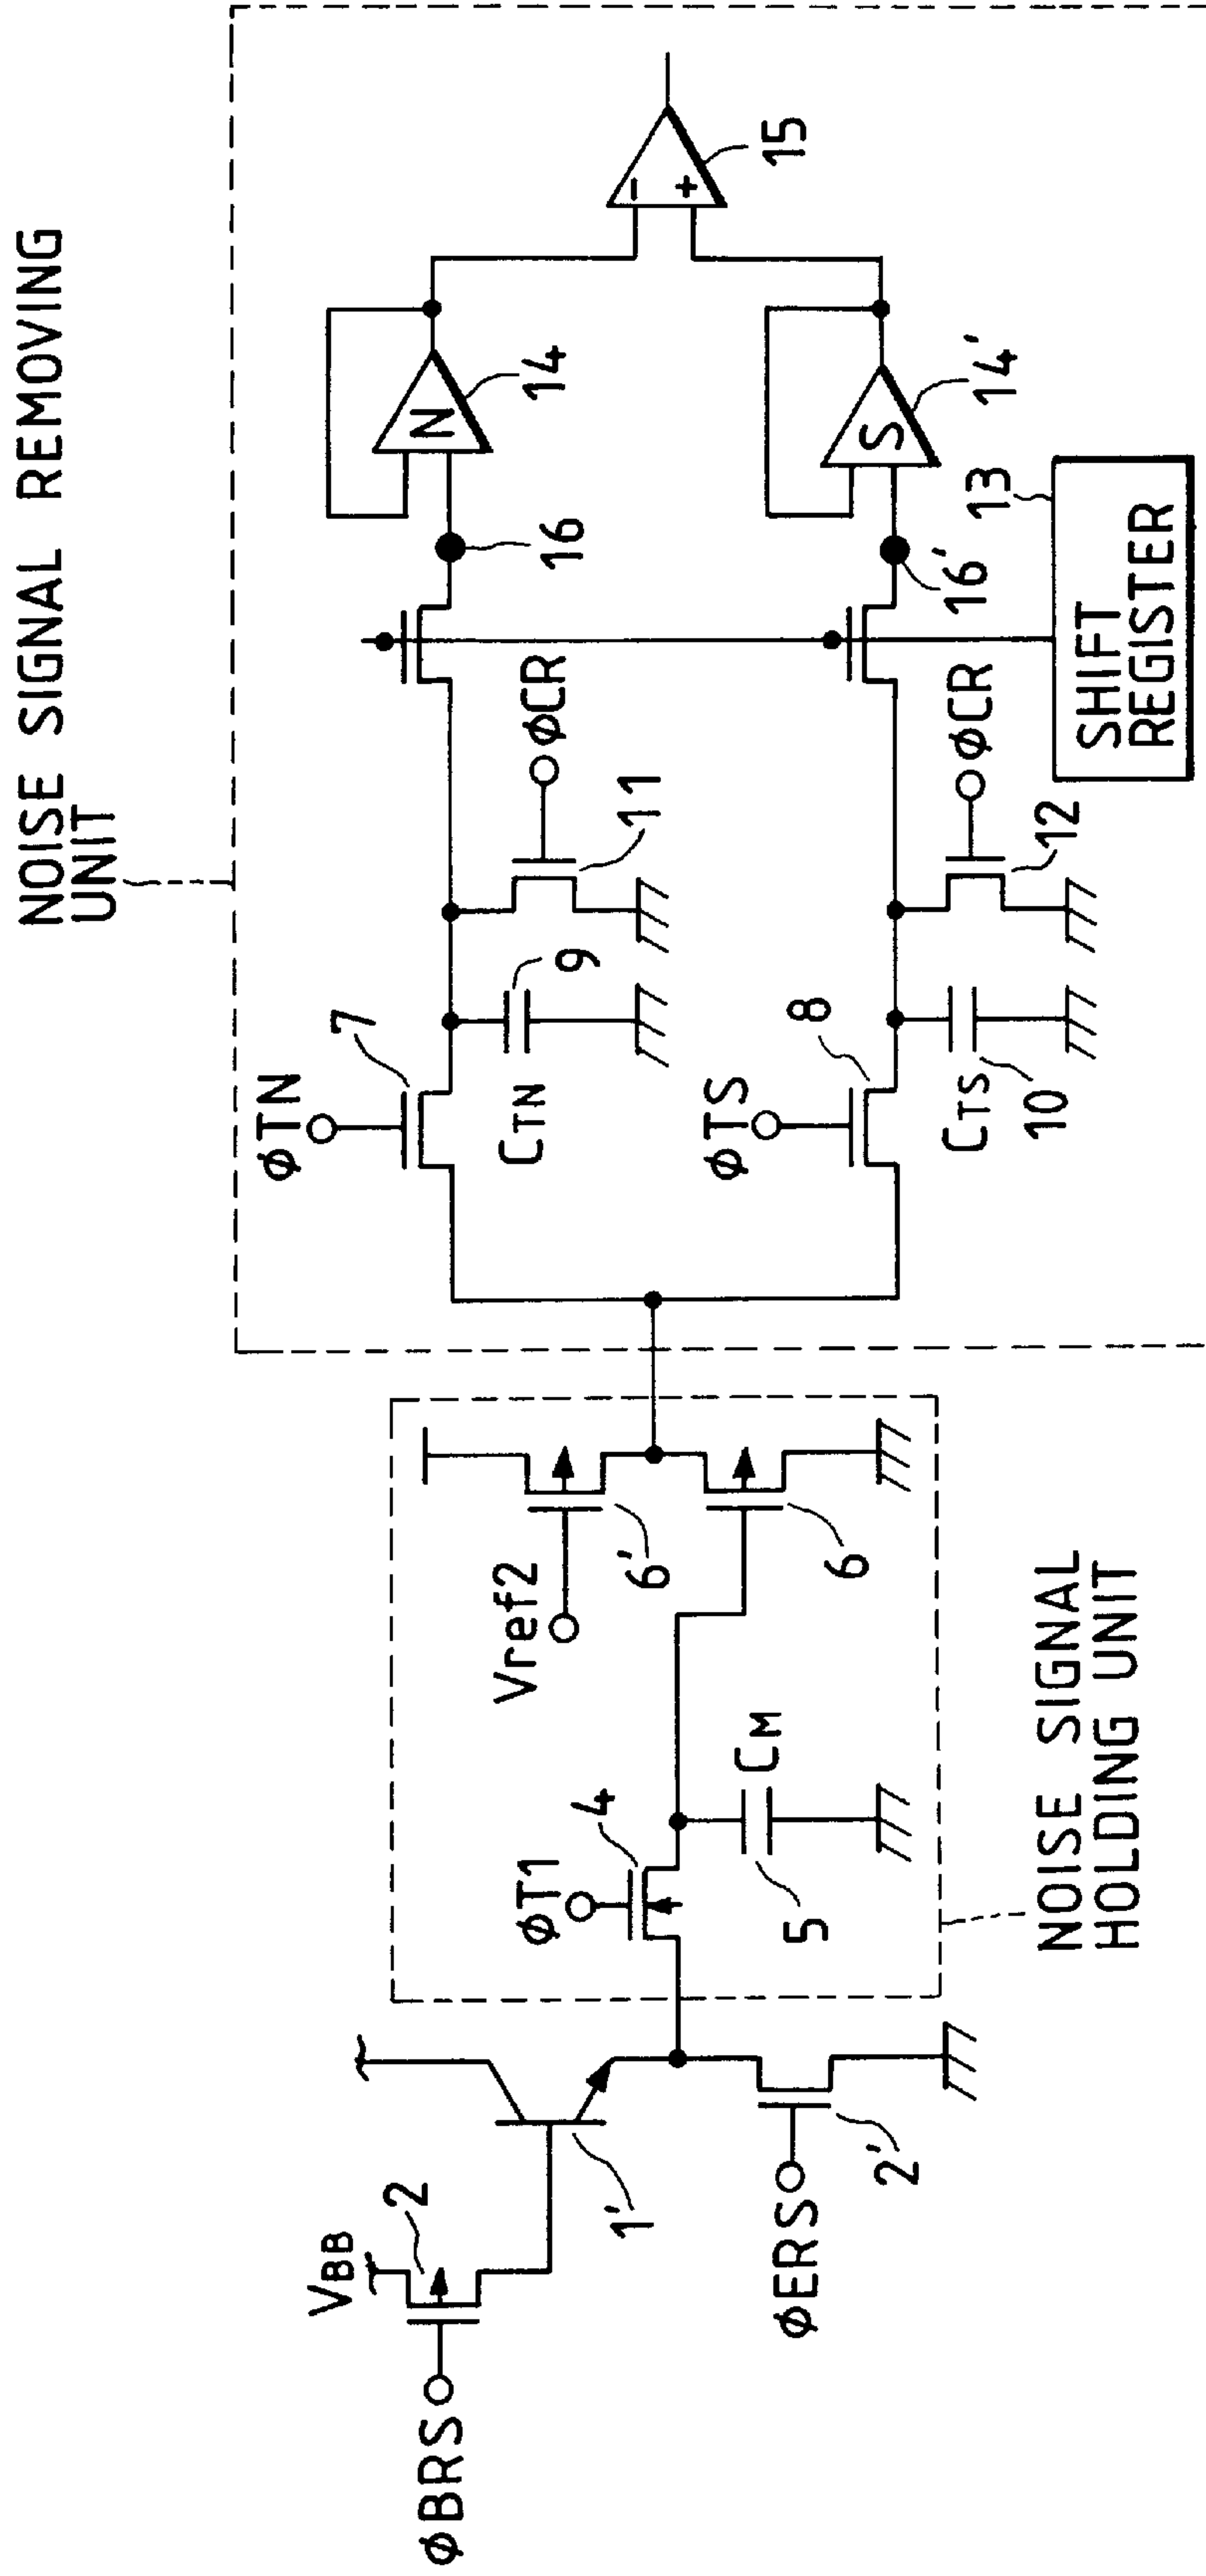 NOISE SIGNAL REMOVING
UNIT
φBRS
VBB
2
1'
φERS
2'
φT1
4
5
CM
Vref2
6'
6
NOISE SIGNAL
HOLDING UNIT
φTN
7
CTN
9
11
φCR
16
N
14
φTS
8
CTS
10
12
φCR
16'
S
14'
13
SHIFT
REGISTER
-
+
15